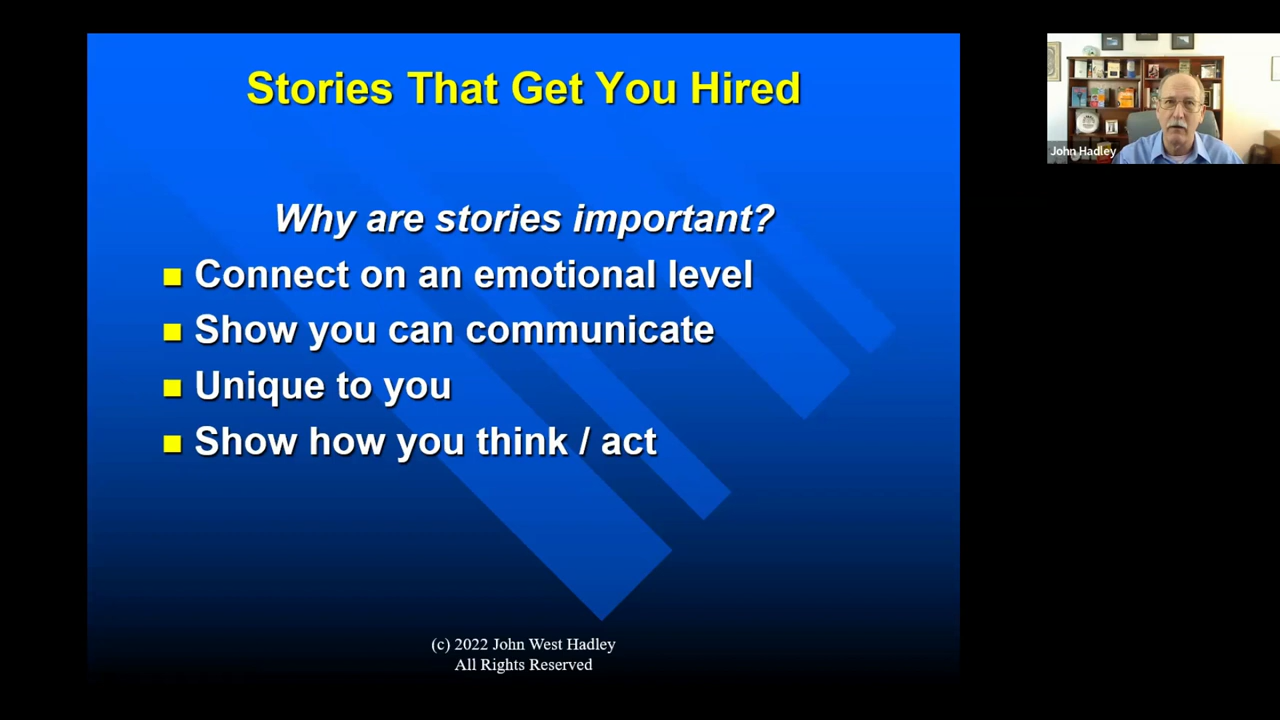 Stories That Get You Hired
Why are stories important?
Connect on an emotional level
Show you can communicate
Unique to you
Show how you think / act
(c) 2022 John West Hadley
All Rights Reserved
John Hadley